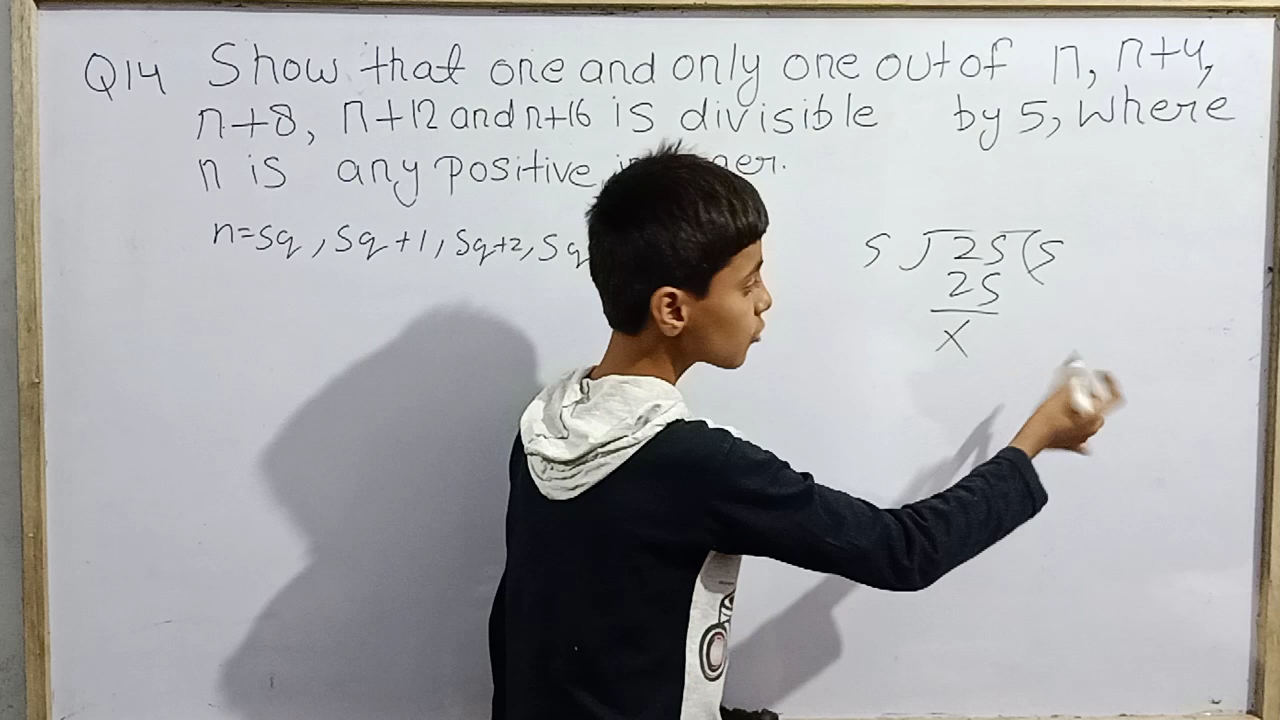 Q14 Show that one and only one out of n, n+4,
n+8, n+12 and n+16 is divisible by 5, where
n is any positive
n=5q, 5q+1, 5q+2, 5q
5 ) 25 ( 5
25
x